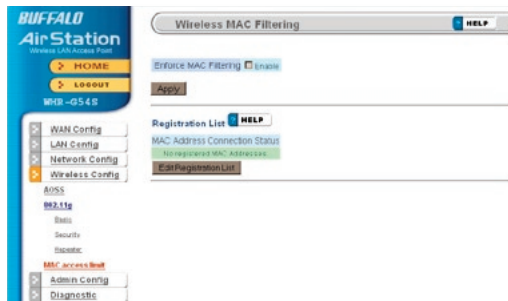 BUFFALO
AirStation
Wireless LAN Access Point
HOME
LOGOUT
WHR-G54S
WAN Config
LAN Config
Network Config
Wireless Config
AOSS
802.11g
Basic
Security
Repeater
MAC access limit
Admin Config
Diagnostic
Wireless MAC Filtering
HELP
Enforce MAC Filtering Enable
Apply
Registration List HELP
MAC Address Connection Status
No registered MAC Addresses
Edit Registration List